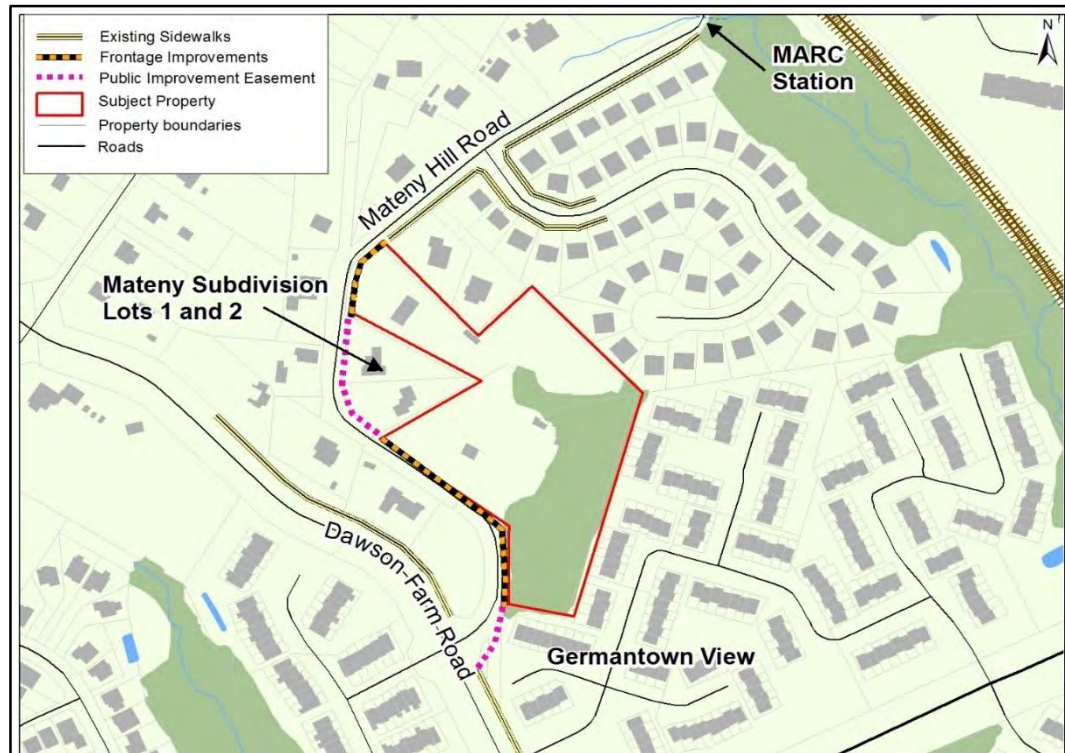 Existing Sidewalks
Frontage Improvements
Public Improvement Easement
Subject Property
Property boundaries
Roads
N
MARC
Station
Mateny Hill Road
Mateny Subdivision
Lots 1 and 2
Dawson-Farm-Road
Germantown View